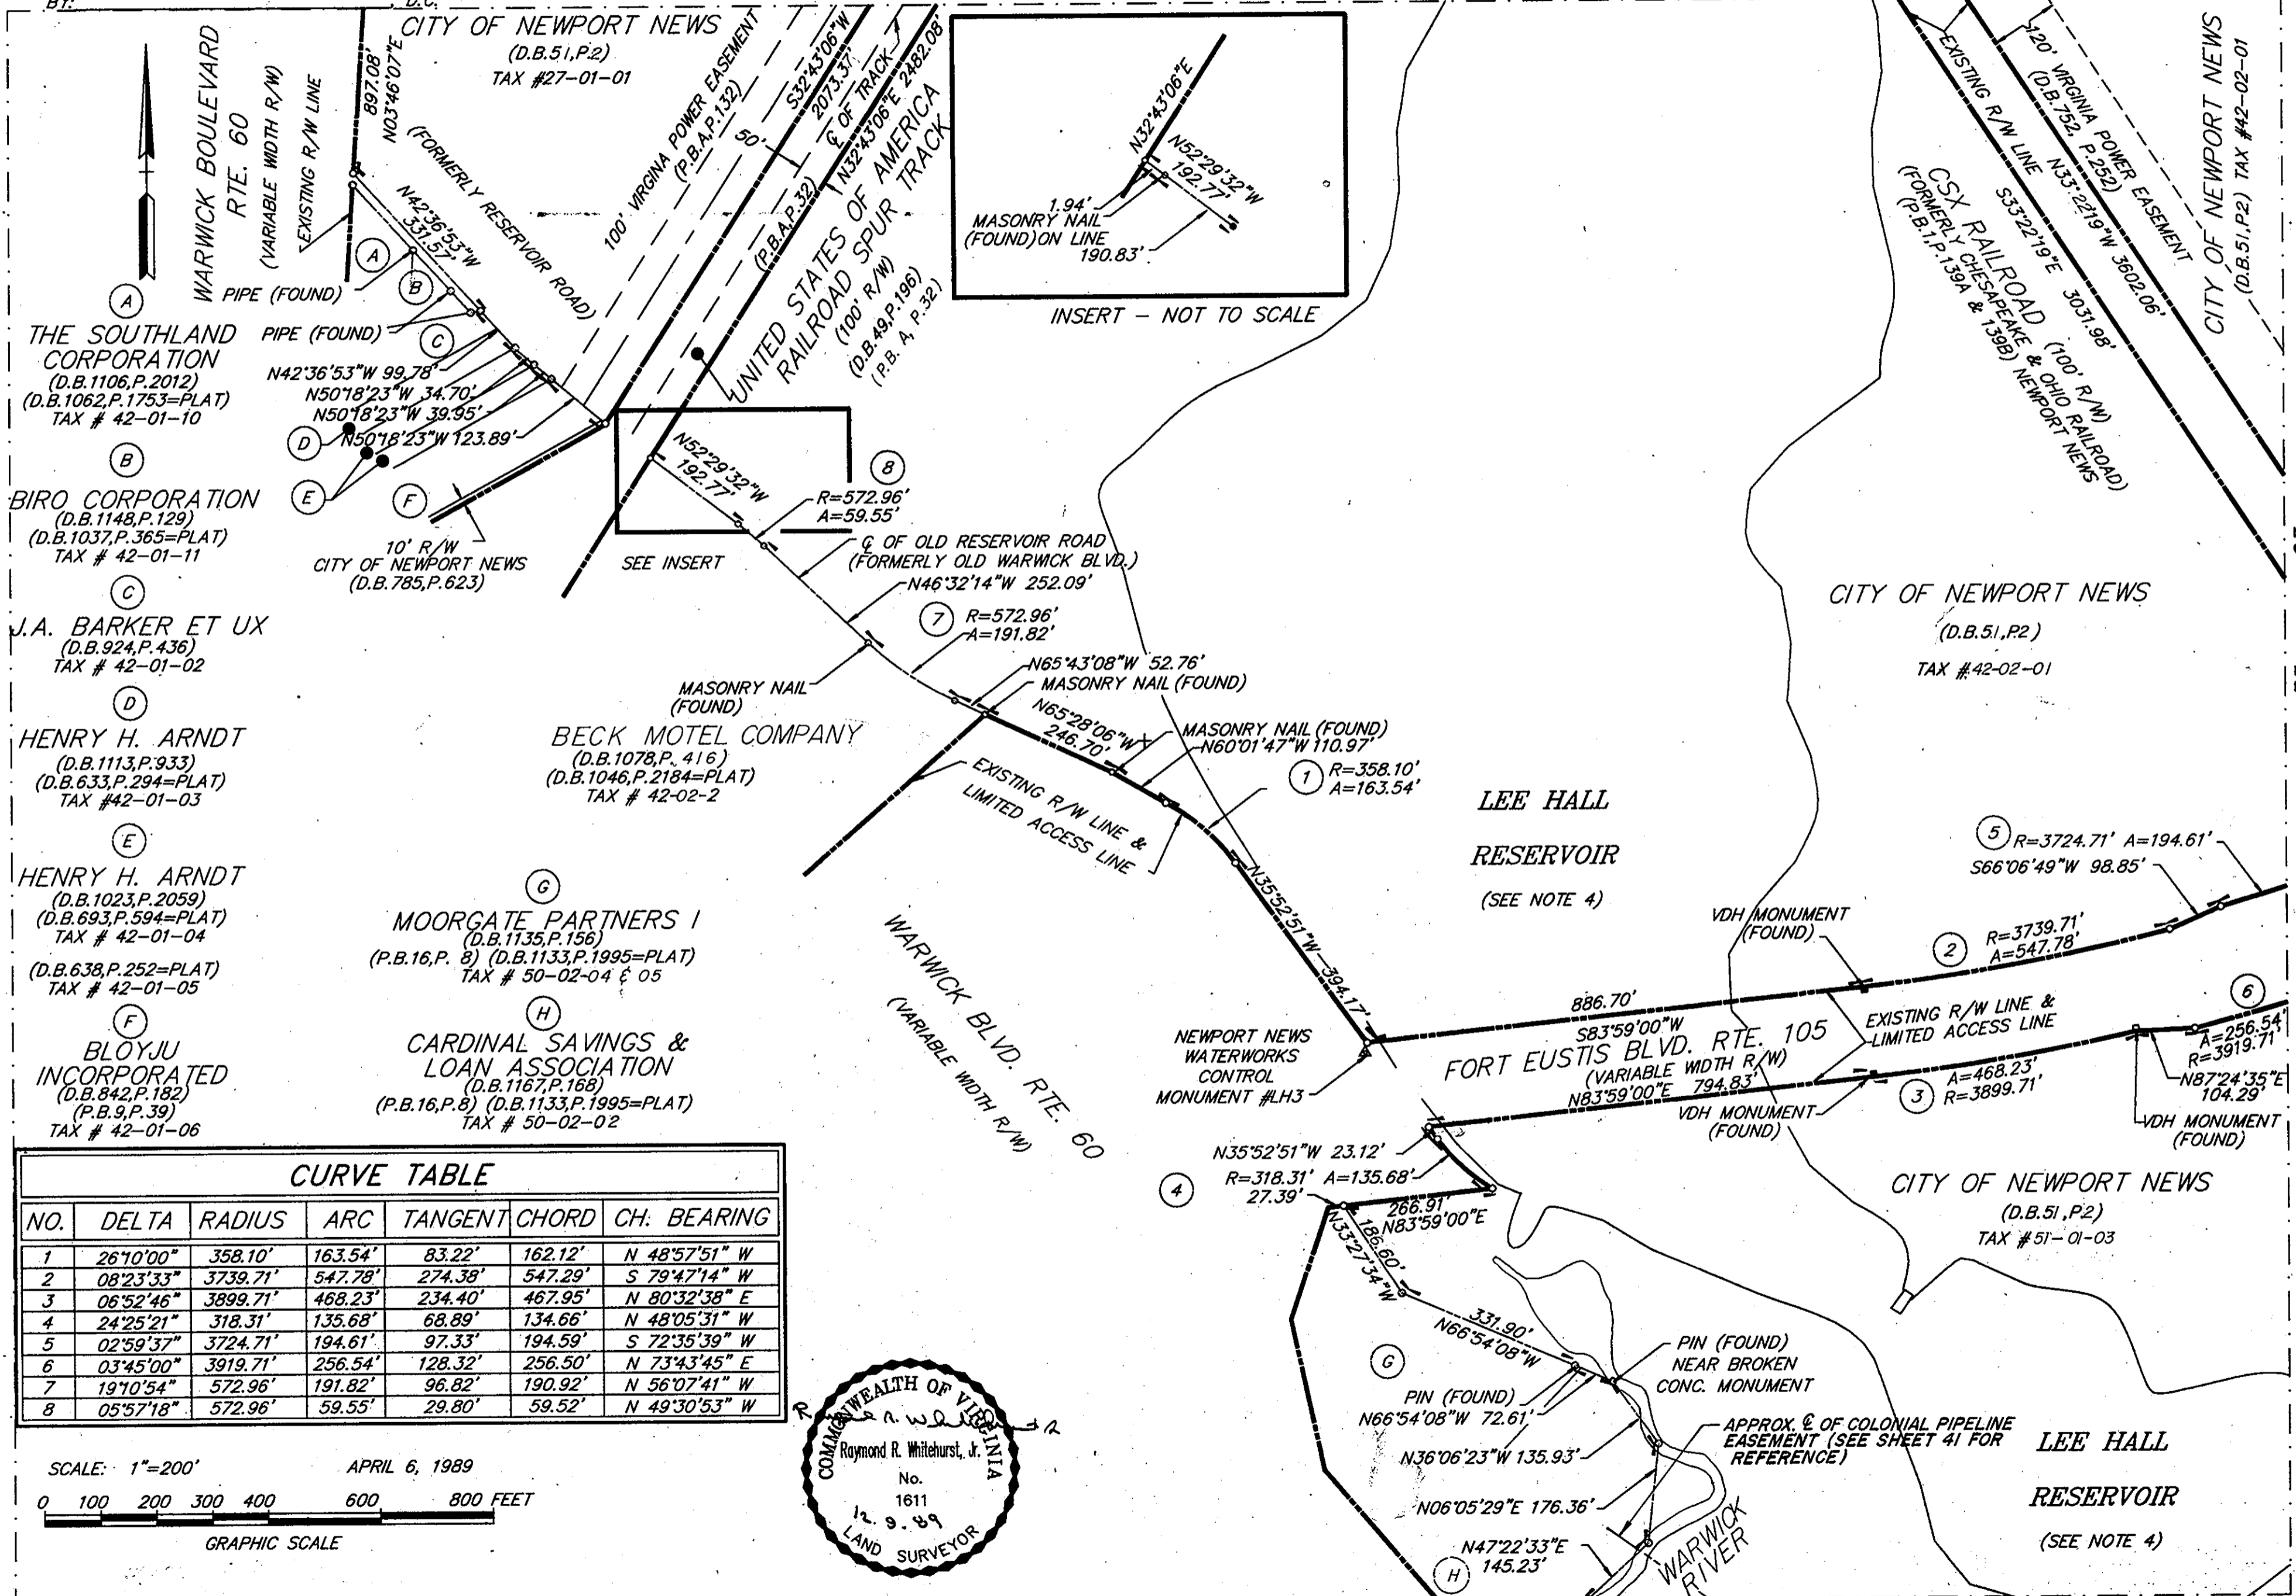 BY: D.C.
CITY OF NEWPORT NEWS
(D.B.51,P.2)
TAX #27-01-01
WARWICK BOULEVARD
RTE. 60
(VARIABLE WIDTH R/W)
EXISTING R/W LINE
897.08'
N03°46'07"E
(FORMERLY RESERVOIR ROAD)
N42°36'53"W
331.57'
A
B
C
PIPE (FOUND)
PIPE (FOUND)
N42°36'53"W 99.78'
N50°18'23"W 34.70'
N50°18'23"W 39.95'
N50°18'23"W 123.89'
D
E
F
10' R/W
CITY OF NEWPORT NEWS
(D.B.785,P.623)
100' VIRGINA POWER EASEMENT
(P.B.A,P.132)
50'
S32°43'06"W
2073.37'
℄ OF TRACK
N32°43'06"E 2482.08'
(P.B.A,P.32)
UNITED STATES OF AMERICA
RAILROAD SPUR TRACK
(100' R/W)
(D.B.49,P.196)
(P.B. A, P.32)
N32°43'06"E
N52°29'32"W
192.77'
1.94'
MASONRY NAIL
(FOUND) ON LINE
190.83'
INSERT – NOT TO SCALE
EXISTING R/W LINE
120' VIRGINIA POWER EASEMENT
(D.B.752, P.252)
N33°22'19"W 3602.06'
S33°22'19"E 3031.98'
CSX RAILROAD (100' R/W)
(FORMERLY CHESAPEAKE & OHIO RAILROAD)
(P.B.1,P.139A & 139B) NEWPORT NEWS
CITY OF NEWPORT NEWS
(D.B.51,P.2) TAX #42-02-01
A
THE SOUTHLAND
CORPORATION
(D.B.1106,P.2012)
(D.B.1062,P.1753=PLAT)
TAX # 42-01-10
B
BIRO CORPORATION
(D.B.1148,P.129)
(D.B.1037,P.365=PLAT)
TAX # 42-01-11
C
J.A. BARKER ET UX
(D.B.924,P.436)
TAX # 42-01-02
D
HENRY H. ARNDT
(D.B.1113,P.933)
(D.B.633,P.294=PLAT)
TAX #42-01-03
E
HENRY H. ARNDT
(D.B.1023,P.2059)
(D.B.693,P.594=PLAT)
TAX # 42-01-04
(D.B.638,P.252=PLAT)
TAX # 42-01-05
F
BLOYJU
INCORPORATED
(D.B.842,P.182)
(P.B.9,P.39)
TAX # 42-01-06
G
MOORGATE PARTNERS I
(D.B.1135,P.156)
(P.B.16,P. 8) (D.B.1133,P.1995=PLAT)
TAX # 50-02-04 & 05
H
CARDINAL SAVINGS &
LOAN ASSOCIATION
(D.B.1167,P.168)
(P.B.16,P.8) (D.B.1133,P.1995=PLAT)
TAX # 50-02-02
N52°29'32"W
192.77'
SEE INSERT
8
R=572.96'
A=59.55'
℄ OF OLD RESERVOIR ROAD
(FORMERLY OLD WARWICK BLVD.)
N46°32'14"W 252.09'
7
R=572.96'
A=191.82'
MASONRY NAIL
(FOUND)
N65°43'08"W 52.76'
MASONRY NAIL (FOUND)
BECK MOTEL COMPANY
(D.B.1078,P. 416)
(D.B.1046,P.2184=PLAT)
TAX # 42-02-2
N65°28'06"W
246.70'
MASONRY NAIL (FOUND)
N60°01'47"W 110.97'
1
R=358.10'
A=163.54'
EXISTING R/W LINE &
LIMITED ACCESS LINE
N35°52'51"W 394.17'
WARWICK BLVD. RTE. 60
(VARIABLE WIDTH R/W)
LEE HALL
RESERVOIR
(SEE NOTE 4)
CITY OF NEWPORT NEWS
(D.B.51,P.2)
TAX #42-02-01
5
R=3724.71' A=194.61'
S66°06'49"W 98.85'
VDH MONUMENT
(FOUND)
2
R=3739.71'
A=547.78'
886.70'
S83°59'00"W
FORT EUSTIS BLVD. RTE. 105
(VARIABLE WIDTH R/W)
N83°59'00"E 794.83'
EXISTING R/W LINE &
LIMITED ACCESS LINE
6
A=256.54'
R=3919.71'
A=468.23'
R=3899.71'
3
N87°24'35"E
104.29'
VDH MONUMENT
(FOUND)
VDH MONUMENT
(FOUND)
NEWPORT NEWS
WATERWORKS
CONTROL
MONUMENT #LH3
N35°52'51"W 23.12'
4
R=318.31' A=135.68'
27.39'
266.91'
N83°59'00"E
186.60'
N33°27'34"W
CITY OF NEWPORT NEWS
(D.B.51,P.2)
TAX #51-01-03
331.90'
N66°54'08"W
G
PIN (FOUND)
NEAR BROKEN
CONC. MONUMENT
PIN (FOUND)
N66°54'08"W 72.61'
N36°06'23"W 135.93'
APPROX. ℄ OF COLONIAL PIPELINE
EASEMENT (SEE SHEET 41 FOR
REFERENCE)
N06°05'29"E 176.36'
N47°22'33"E
145.23'
H
WARWICK
RIVER
LEE HALL
RESERVOIR
(SEE NOTE 4)
CURVE TABLE
NO. DELTA RADIUS ARC TANGENT CHORD CH. BEARING
1 26°10'00" 358.10' 163.54' 83.22' 162.12' N 48°57'51" W
2 08°23'33" 3739.71' 547.78' 274.38' 547.29' S 79°47'14" W
3 06°52'46" 3899.71' 468.23' 234.40' 467.95' N 80°32'38" E
4 24°25'21" 318.31' 135.68' 68.89' 134.66' N 48°05'31" W
5 02°59'37" 3724.71' 194.61' 97.33' 194.59' S 72°35'39" W
6 03°45'00" 3919.71' 256.54' 128.32' 256.50' N 73°43'45" E
7 19°10'54" 572.96' 191.82' 96.82' 190.92' N 56°07'41" W
8 05°57'18" 572.96' 59.55' 29.80' 59.52' N 49°30'53" W
SCALE: 1"=200' APRIL 6, 1989
0 100 200 300 400 600 800 FEET
GRAPHIC SCALE
COMMONWEALTH OF VIRGINIA
Raymond R. Whitehurst, Jr.
No.
1611
12.9.89
LAND SURVEYOR